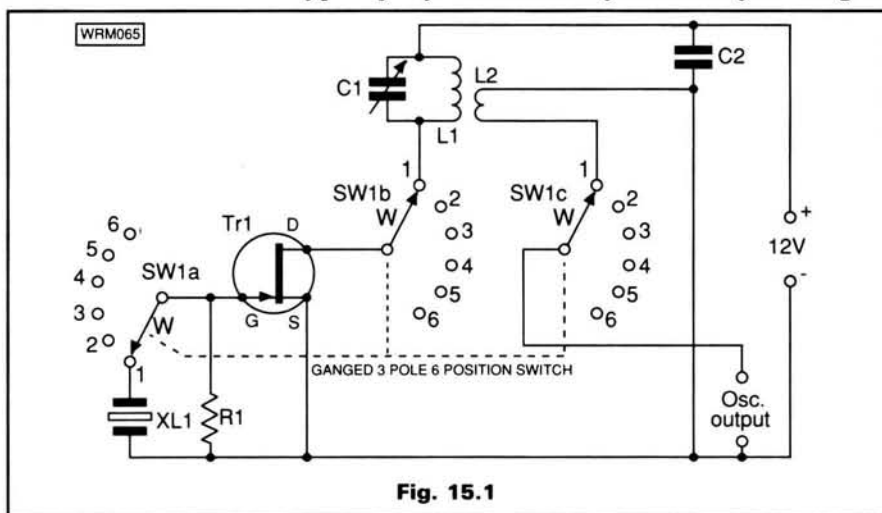 WRM065
C1
L1
L2
C2
1
SW1b
W
2
3
4
5
6
1
SW1c
W
2
3
4
5
6
+
12V
-
Tr1
D
G
S
6
5
4
3
2
1
SW1a
W
GANGED 3 POLE 6 POSITION SWITCH
XL1
R1
Osc.
output
Fig. 15.1